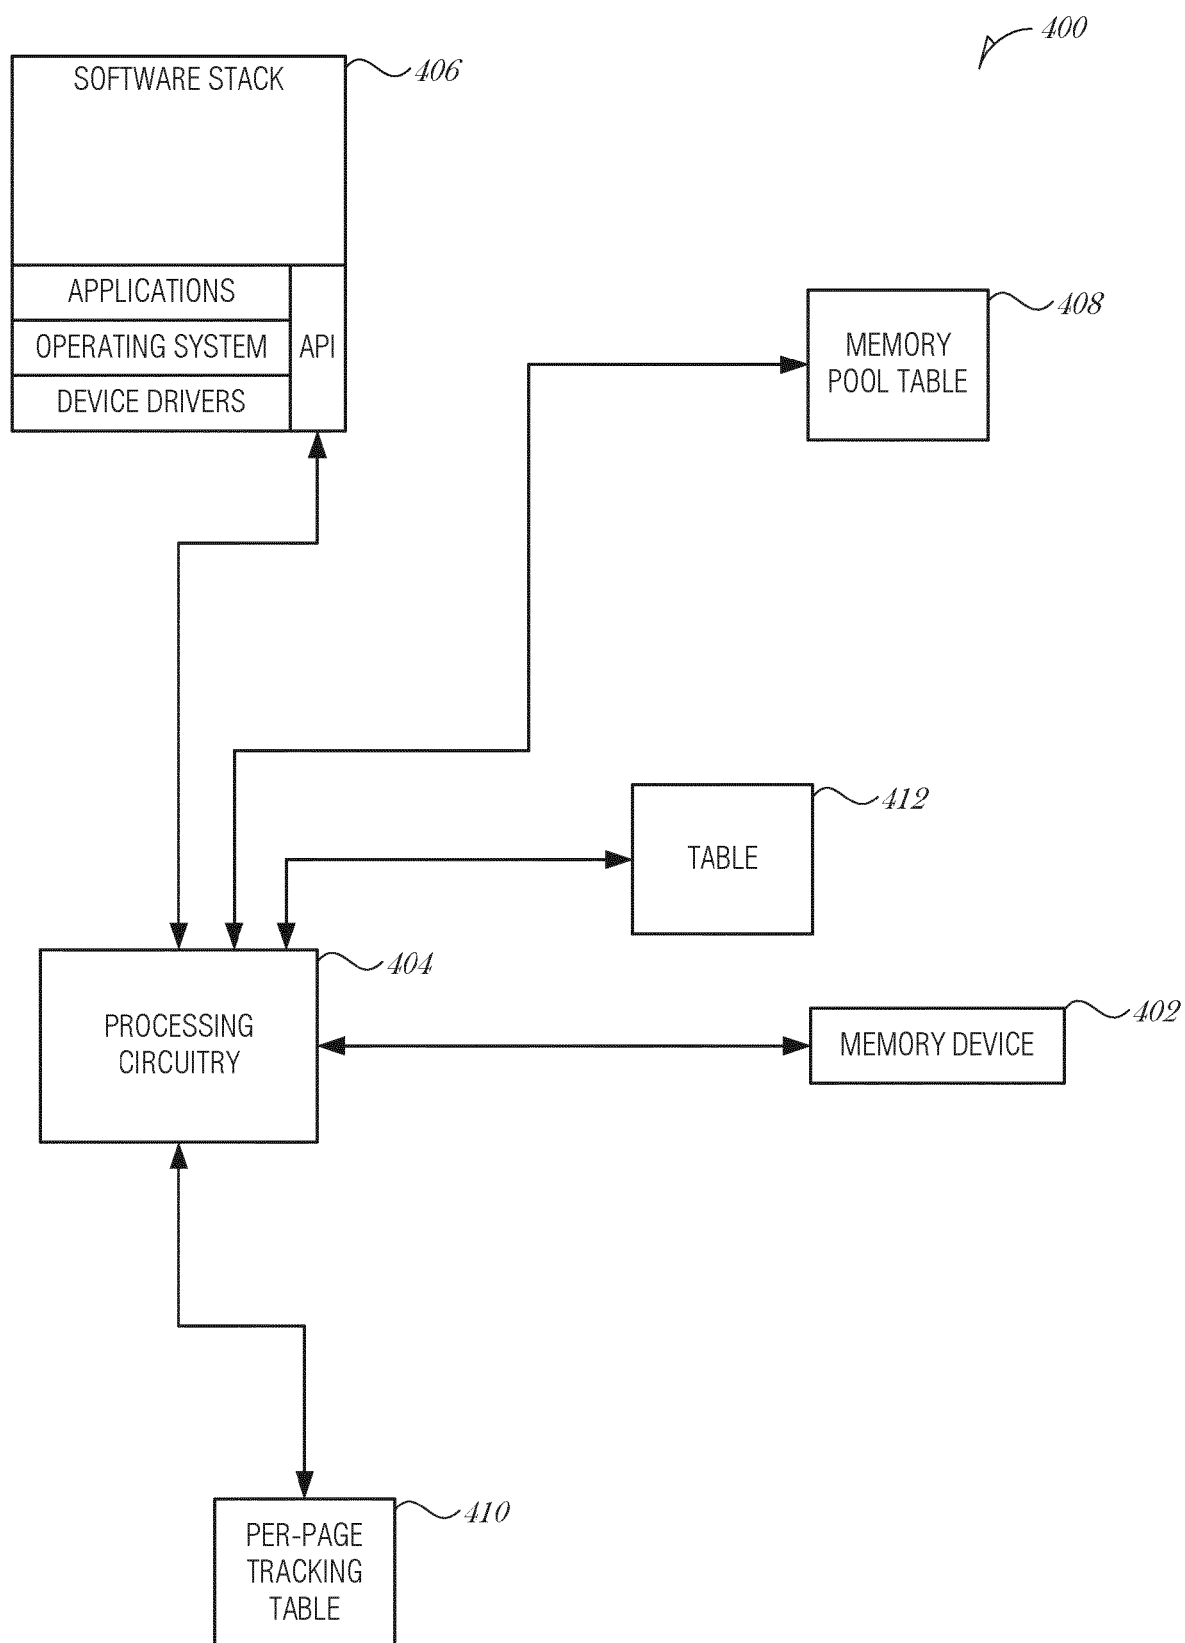 400
SOFTWARE STACK
406
APPLICATIONS
OPERATING SYSTEM
API
DEVICE DRIVERS
MEMORY
POOL TABLE
408
TABLE
412
PROCESSING
CIRCUITRY
404
MEMORY DEVICE
402
PER-PAGE
TRACKING
TABLE
410